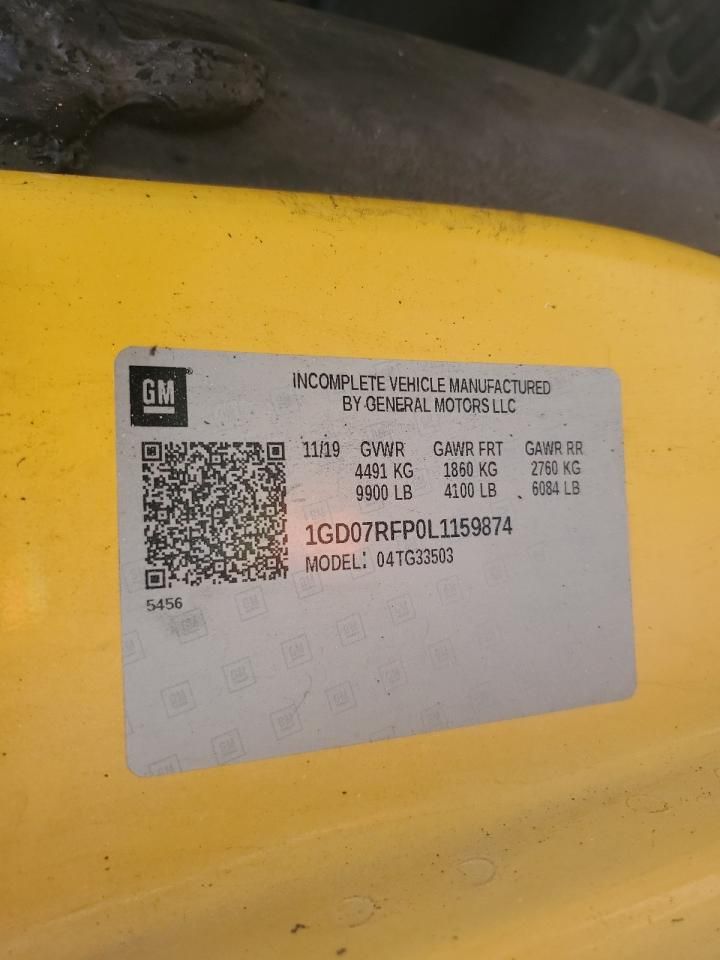 GM
INCOMPLETE VEHICLE MANUFACTURED
BY GENERAL MOTORS LLC
11/19 GVWR GAWR FRT GAWR RR
4491 KG 1860 KG 2760 KG
9900 LB 4100 LB 6084 LB
1GD07RFP0L1159874
MODEL: 04TG33503
5456